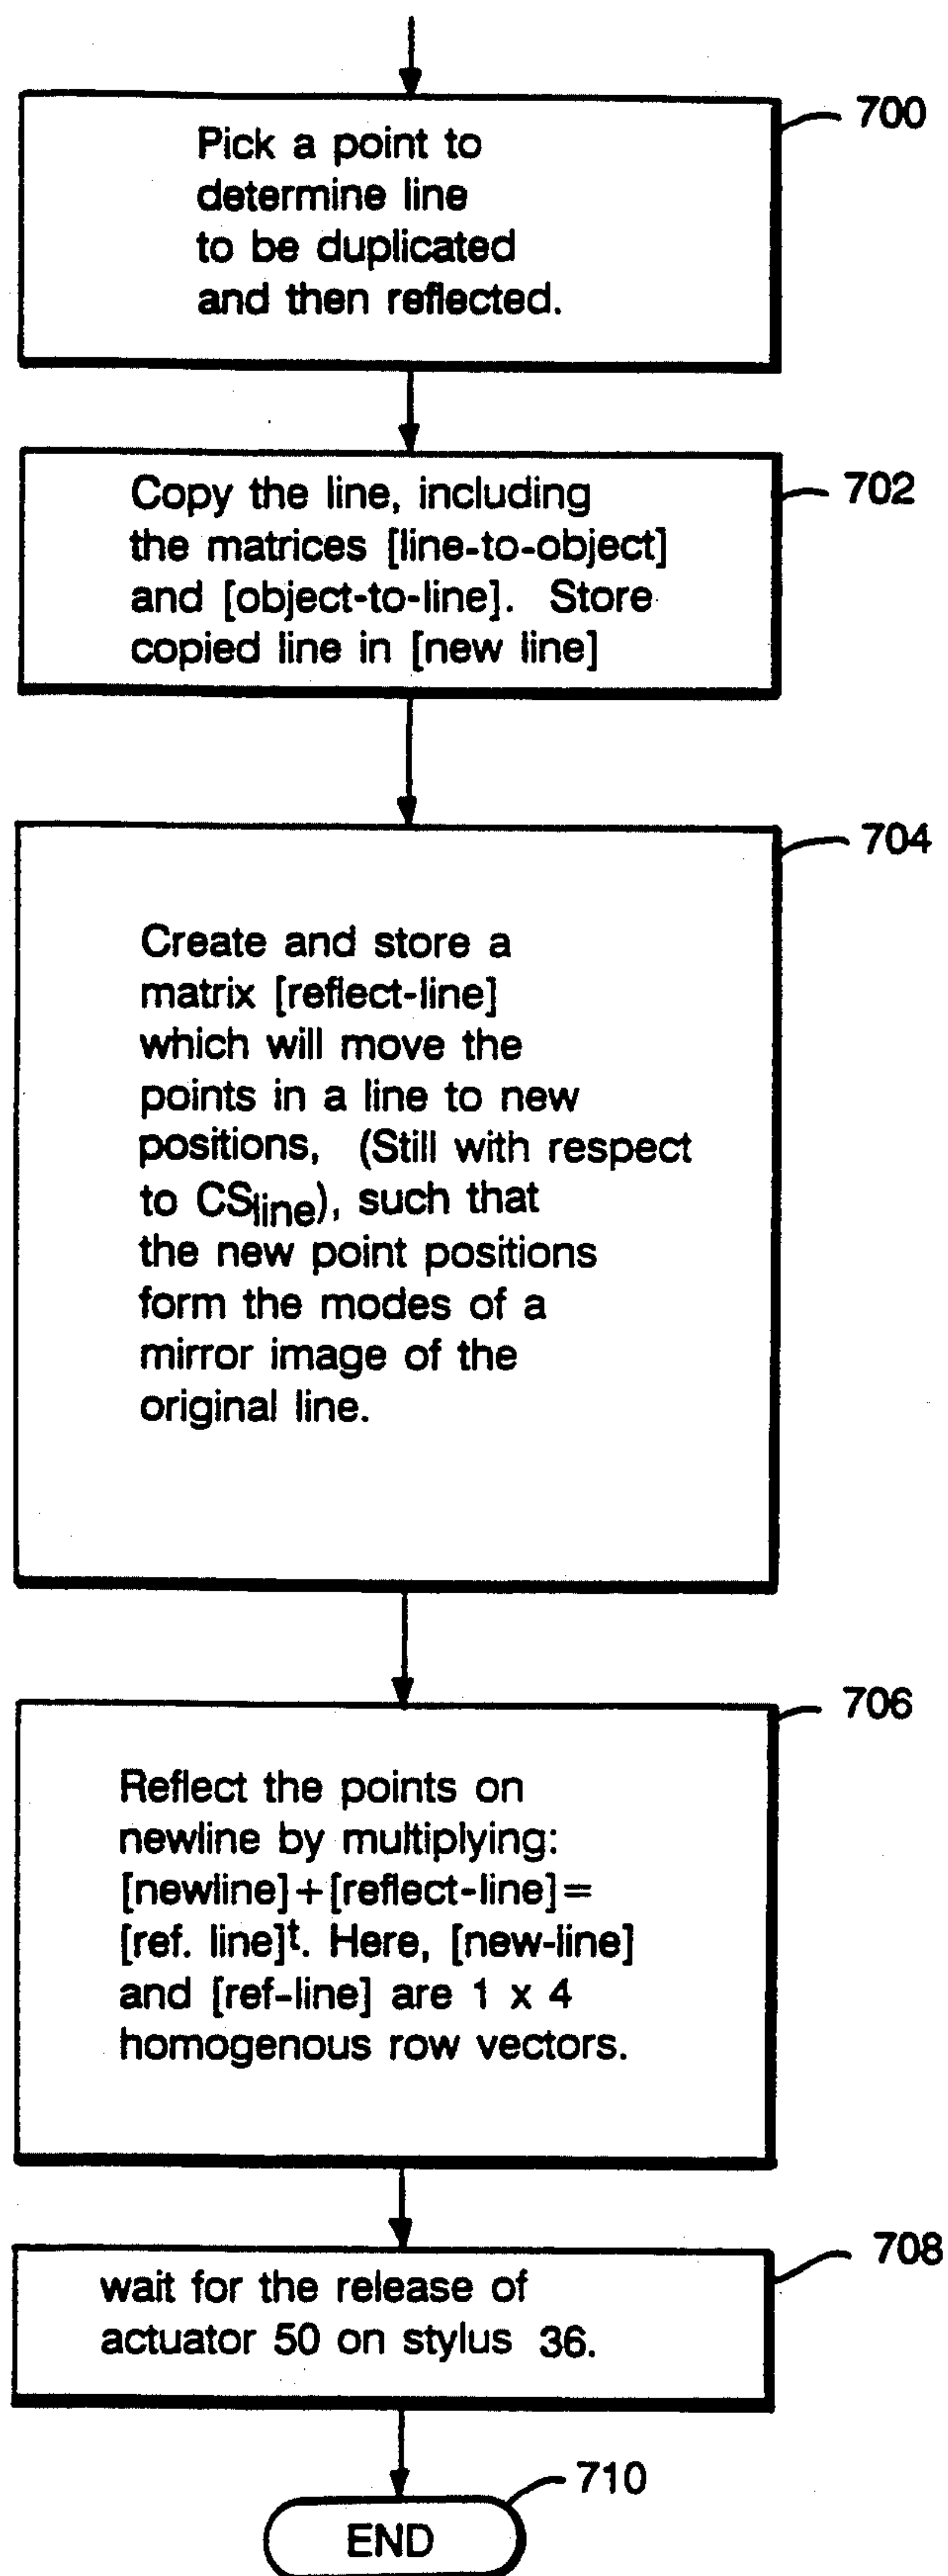 700
Pick a point to
determine line
to be duplicated
and then reflected.
702
Copy the line, including
the matrices [line-to-object]
and [object-to-line]. Store
copied line in [new line]
704
Create and store a
matrix [reflect-line]
which will move the
points in a line to new
positions, (Still with respect
to CSline), such that
the new point positions
form the modes of a
mirror image of the
original line.
706
Reflect the points on
newline by multiplying:
[newline]+[reflect-line]=
[ref. line]t. Here, [new-line]
and [ref-line] are 1 x 4
homogenous row vectors.
708
wait for the release of
actuator 50 on stylus 36.
710
END